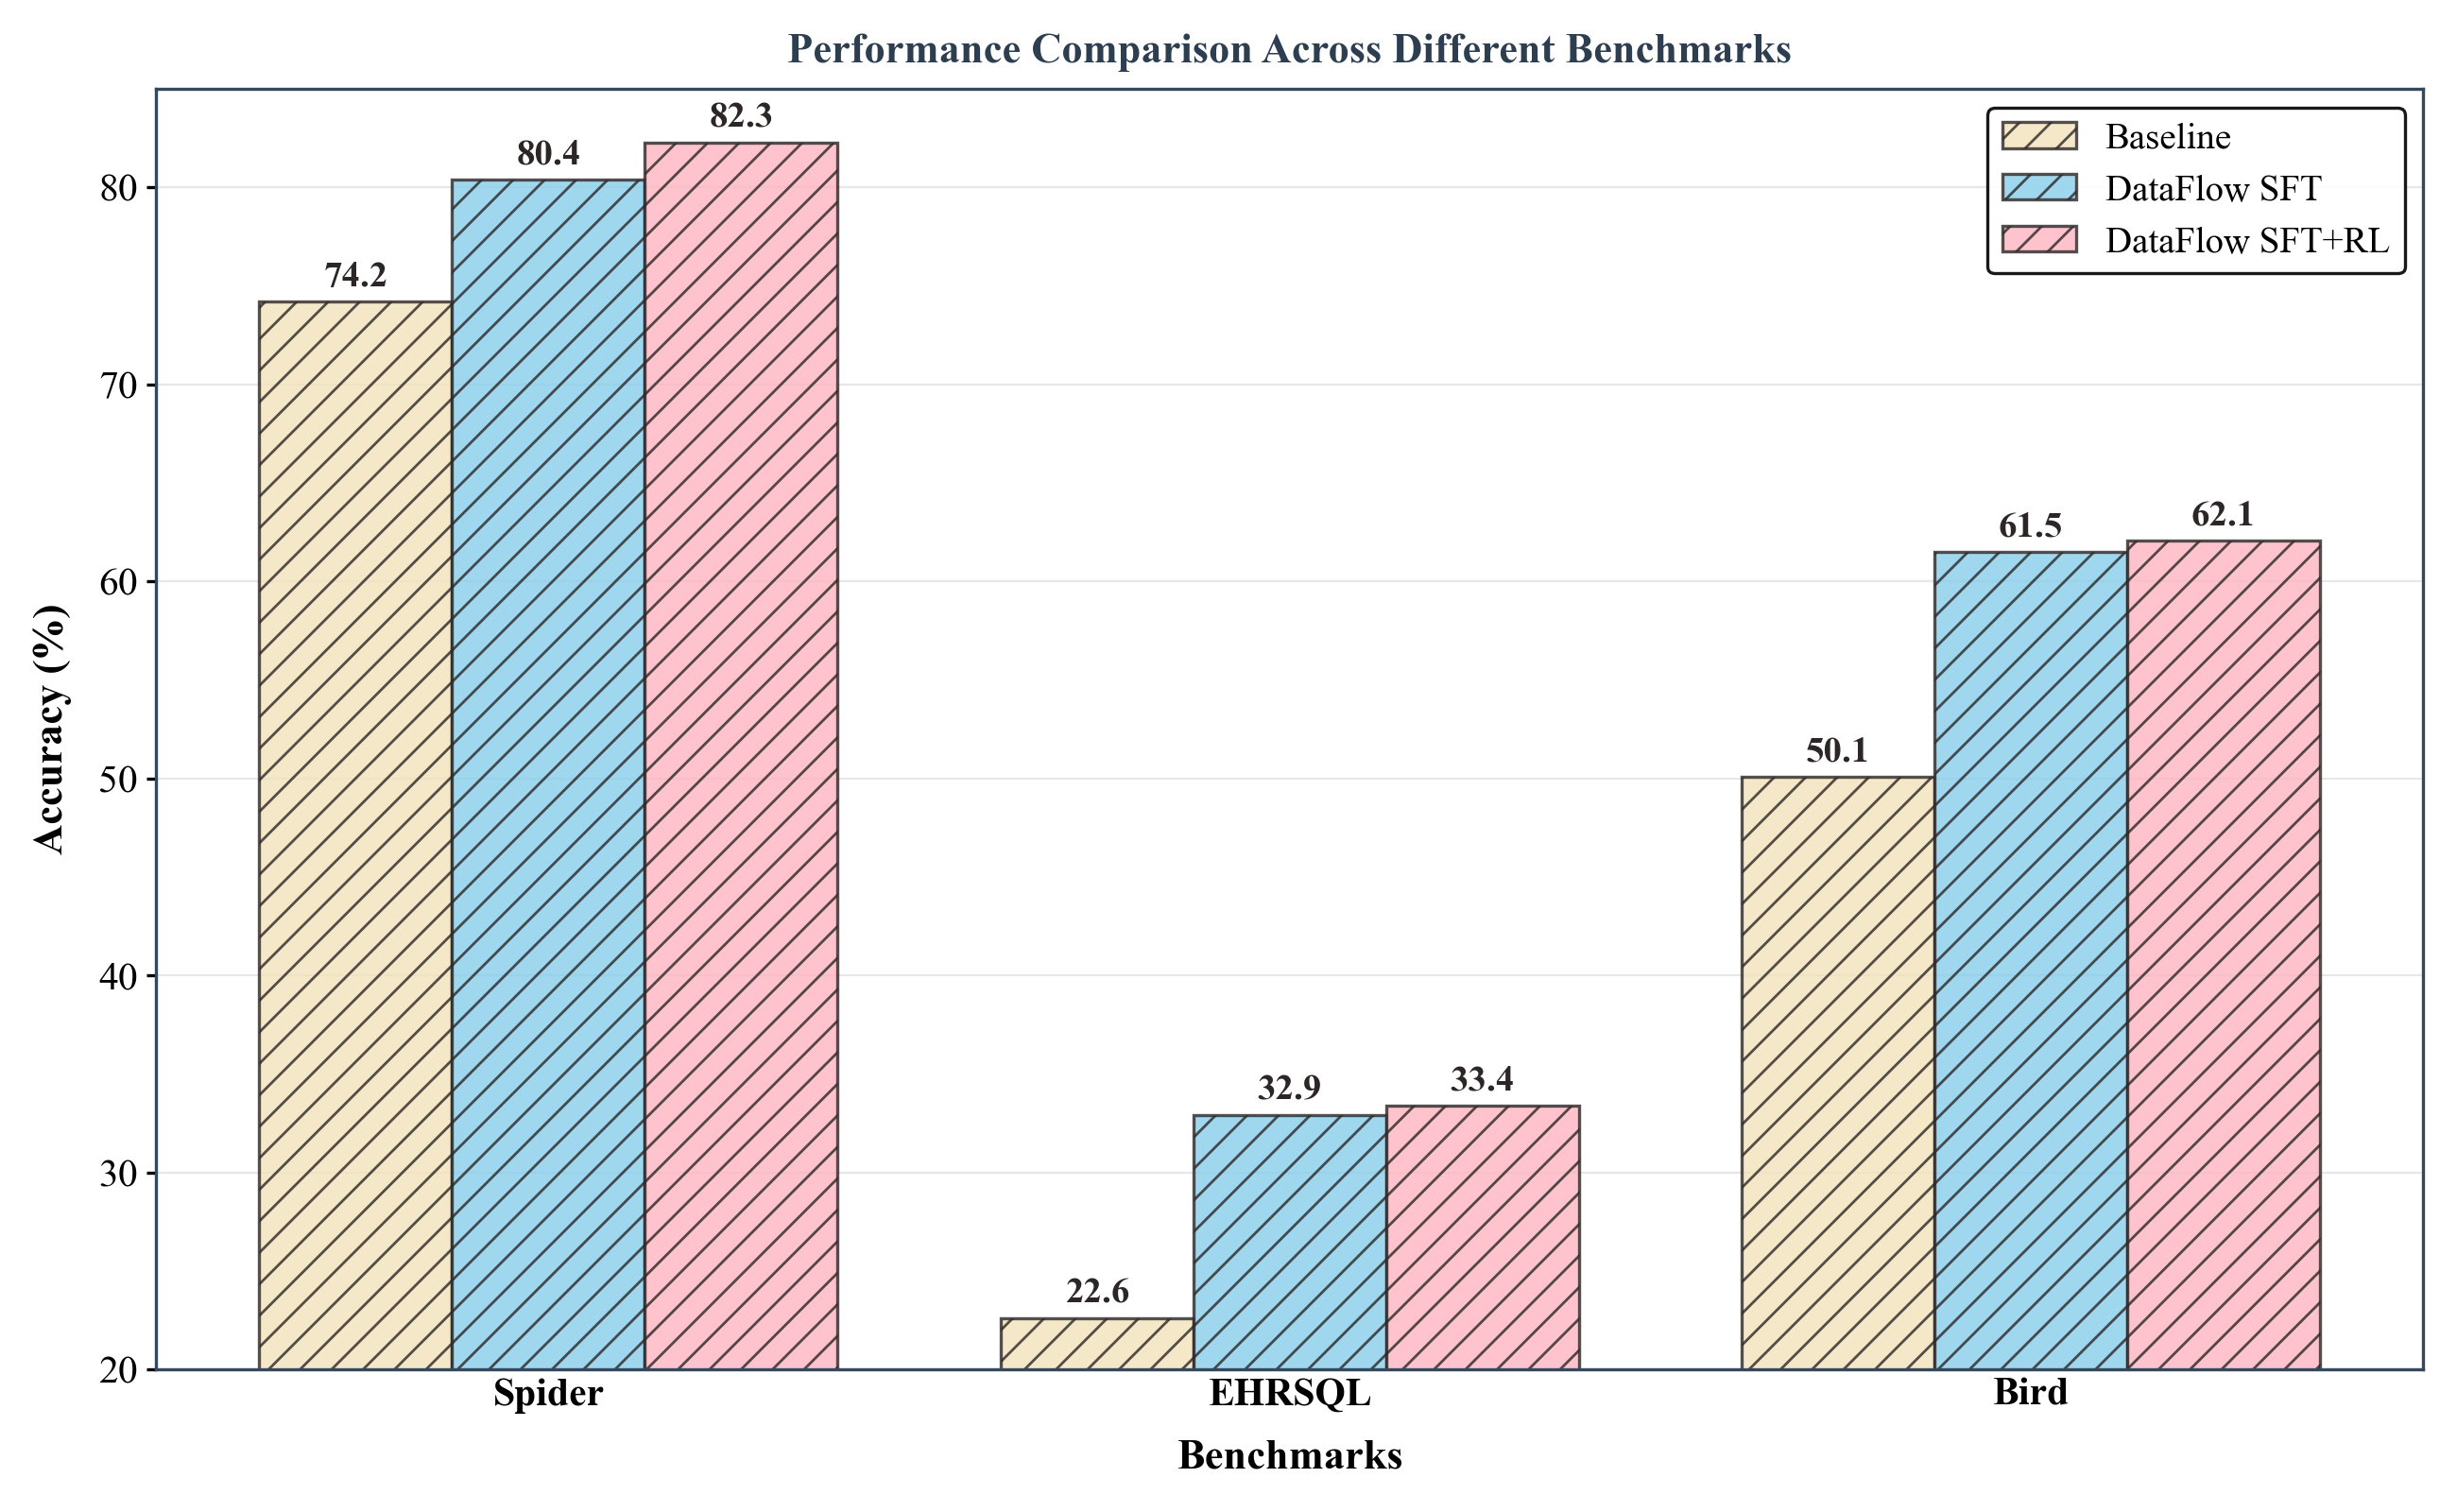 Performance Comparison Across Different Benchmarks
Baseline
DataFlow SFT
DataFlow SFT+RL
Accuracy (%)
80
70
60
50
40
30
20
74.2
80.4
82.3
22.6
32.9
33.4
50.1
61.5
62.1
Spider
EHRSQL
Bird
Benchmarks